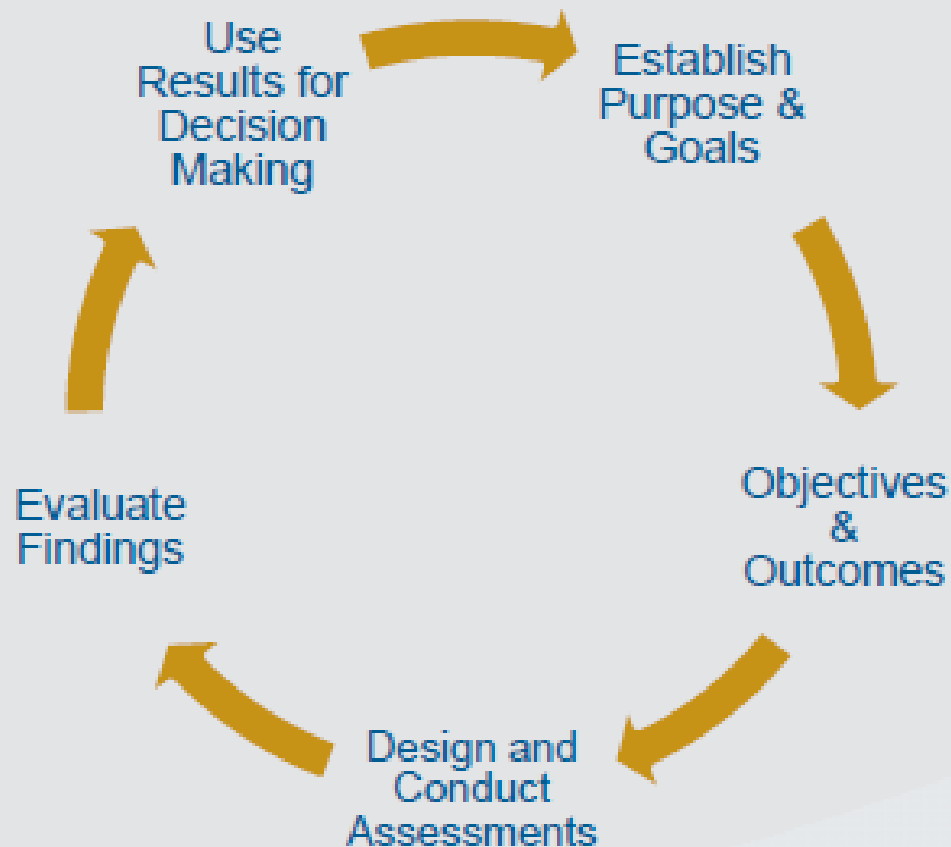 Use
Results for
Decision
Making
Establish
Purpose &
Goals
Objectives
&
Outcomes
Design and
Conduct
Assessments
Evaluate
Findings